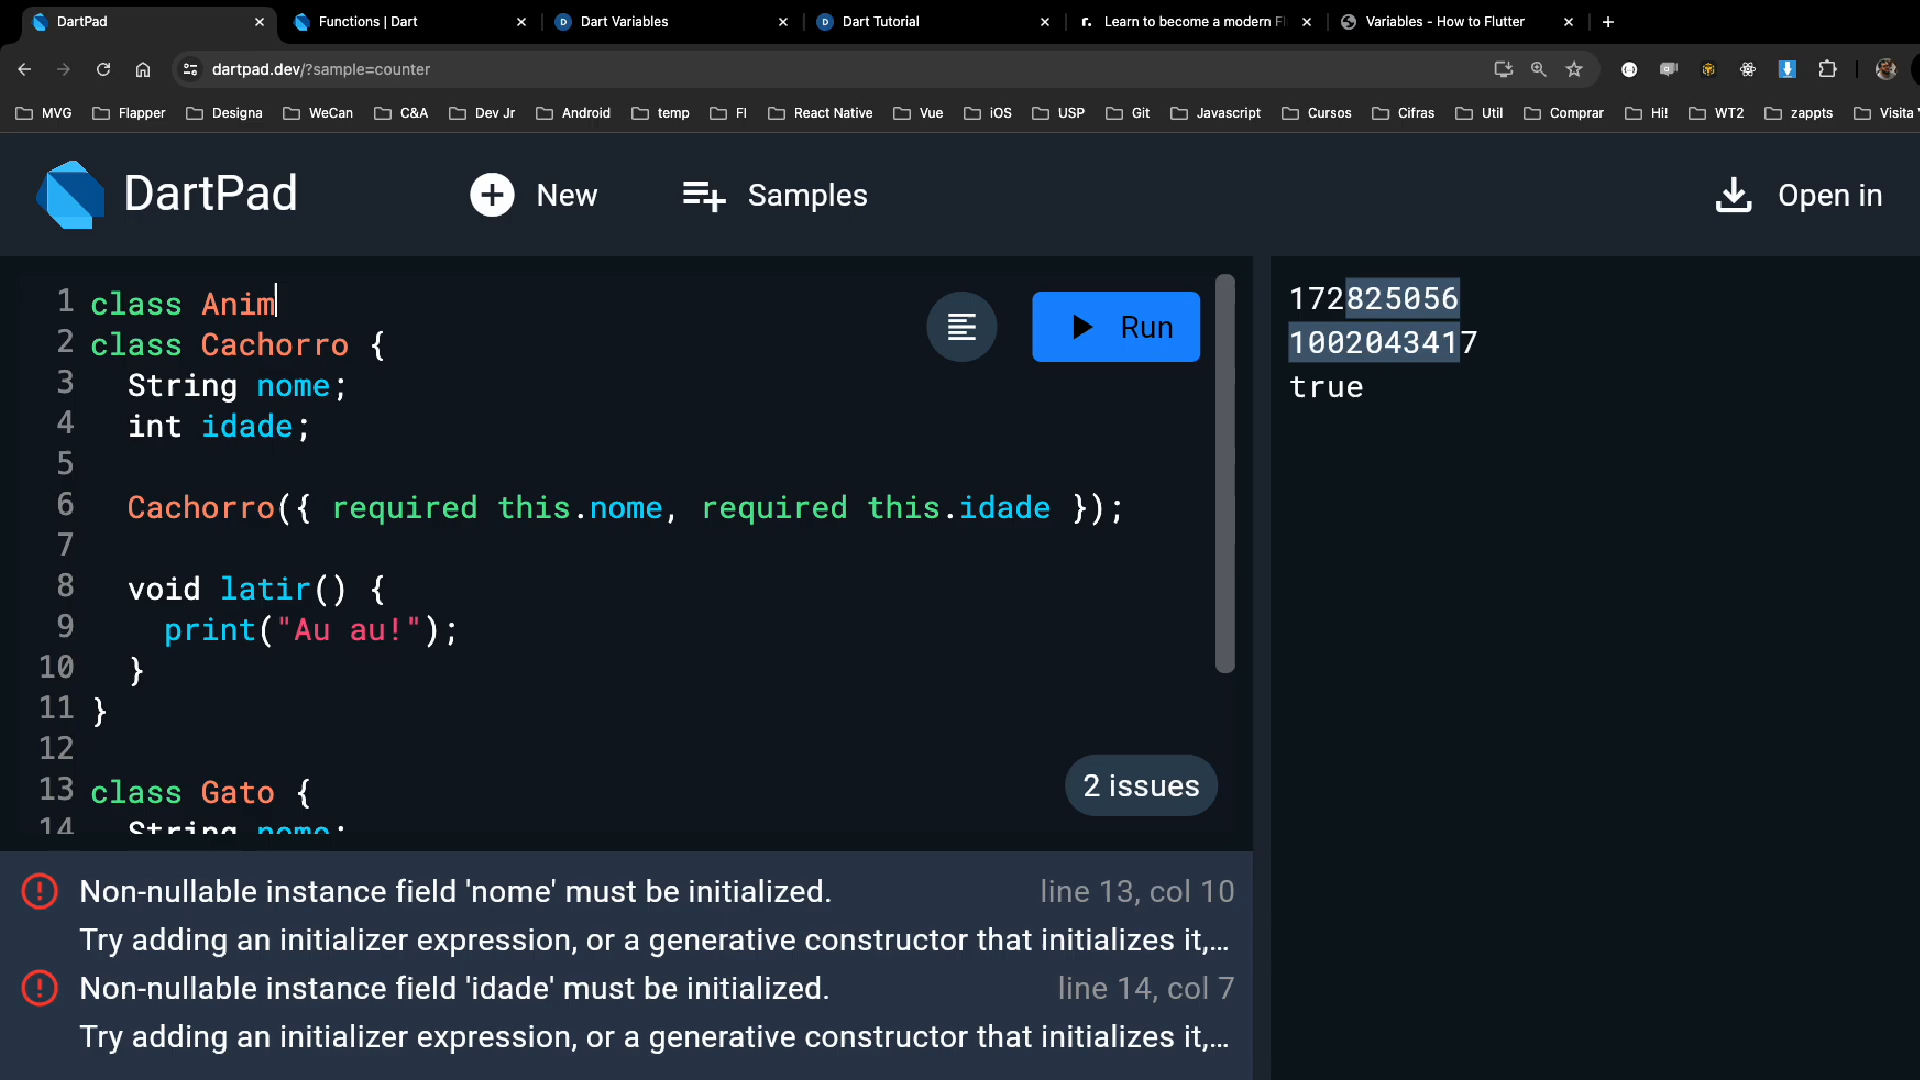 DartPad
Functions | Dart
Dart Variables
Dart Tutorial
r. Learn to become a modern Fl
Variables - How to Flutter
dartpad.dev/?sample=counter
MVG Flapper Designa WeCan C&A Dev Jr Android temp Fl React Native Vue iOS USP Git Javascript Cursos Cifras Util Comprar Hi! WT2 zappts Visita
DartPad New Samples Open in
1 class Anim
2 class Cachorro {
3 String nome;
4 int idade;
5
6 Cachorro({ required this.nome, required this.idade });
7
8 void latir() {
9 print("Au au!");
10 }
11 }
12
13 class Gato {
14 String nome;
Run
2 issues
Non-nullable instance field 'nome' must be initialized. line 13, col 10
Try adding an initializer expression, or a generative constructor that initializes it,...
Non-nullable instance field 'idade' must be initialized. line 14, col 7
Try adding an initializer expression, or a generative constructor that initializes it,...
172825056
1002043417
true